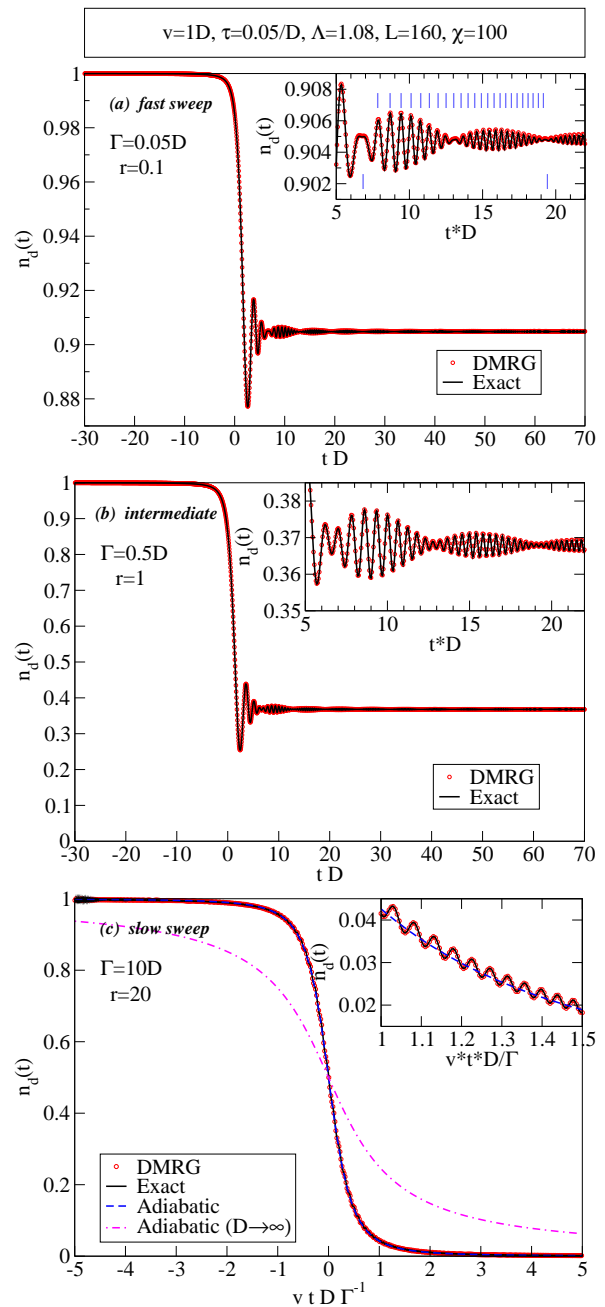 v=1D, τ=0.05/D, Λ=1.08, L=160, χ=100
(a) fast sweep
Γ=0.05D
r=0.1
n_d(t)
1
0.98
0.96
0.94
0.92
0.9
0.88
-30 -20 -10 0 10 20 30 40 50 60 70
t D
n_d(t)
0.908
0.906
0.904
0.902
5 10 15 20
t*D
DMRG
Exact
(b) intermediate
Γ=0.5D
r=1
n_d(t)
1
0.9
0.8
0.7
0.6
0.5
0.4
0.3
0.2
0.1
0
-30 -20 -10 0 10 20 30 40 50 60 70
t D
n_d(t)
0.38
0.37
0.36
0.35
5 10 15 20
t*D
DMRG
Exact
(c) slow sweep
Γ=10D
r=20
n_d(t)
1
0.8
0.6
0.4
0.2
0
-5 -4 -3 -2 -1 0 1 2 3 4 5
v t D Γ⁻¹
n_d(t)
0.04
0.03
0.02
1 1.1 1.2 1.3 1.4 1.5
v*t*D/Γ
DMRG
Exact
Adiabatic
Adiabatic (D→∞)